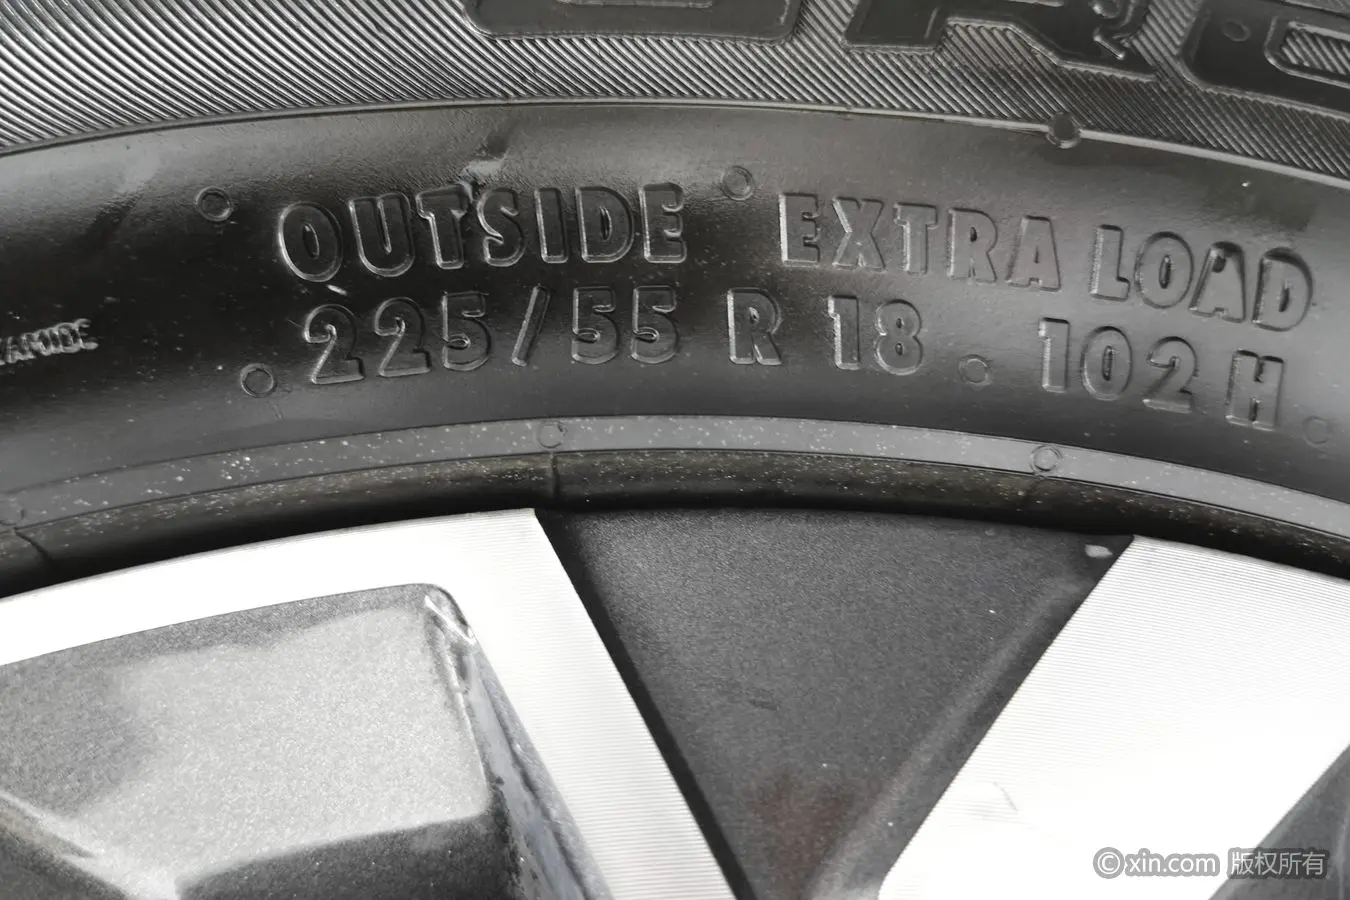 OUTSIDE EXTRA LOAD
225/55 R 18 102 H
©xin.com 版权所有